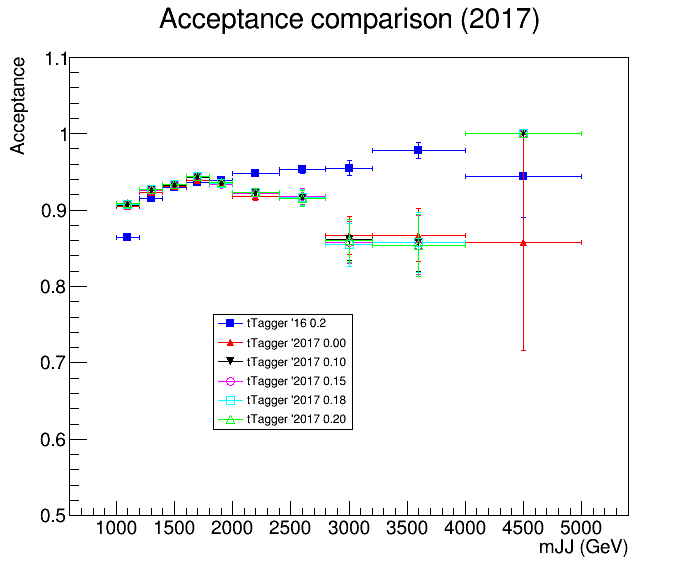 Acceptance comparison (2017)
Acceptance
1.1
1
0.9
0.8
0.7
0.6
0.5
tTagger '16 0.2
tTagger '2017 0.00
tTagger '2017 0.10
tTagger '2017 0.15
tTagger '2017 0.18
tTagger '2017 0.20
1000 1500 2000 2500 3000 3500 4000 4500 5000
mJJ (GeV)